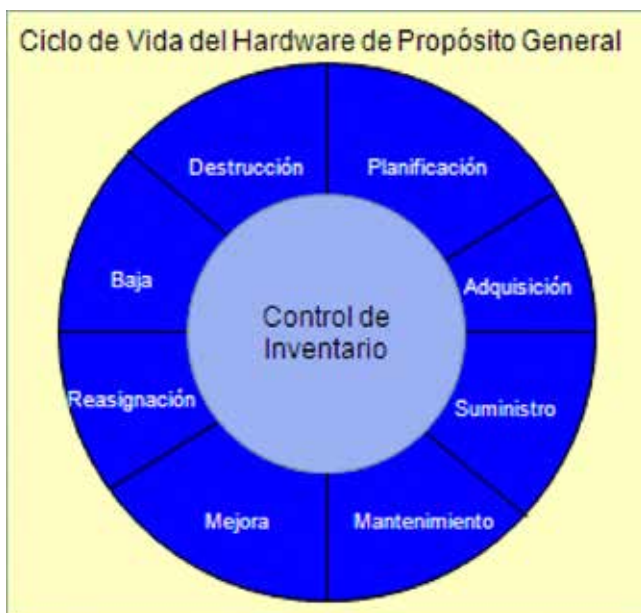 Ciclo de Vida del Hardware de Propósito General
Destrucción
Planificación
Baja
Adquisición
Control de
Inventario
Reasignación
Suministro
Mejora
Mantenimiento